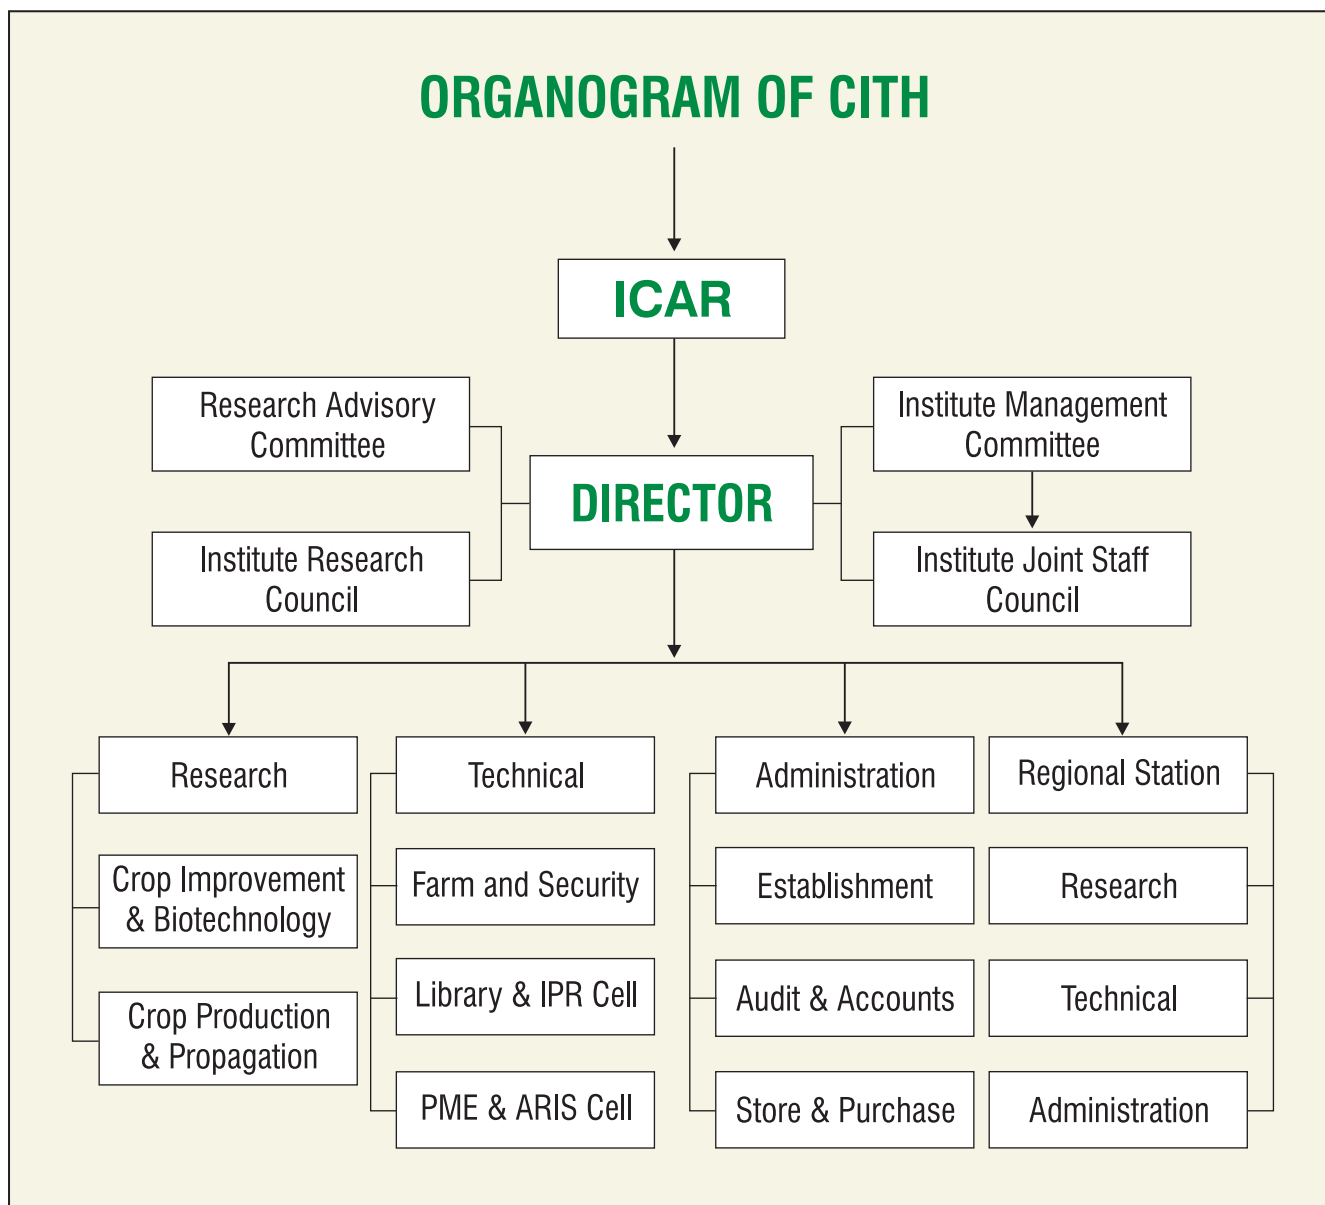 ORGANOGRAM OF CITH
ICAR
Research Advisory
Committee
Institute Management
Committee
DIRECTOR
Institute Research
Council
Institute Joint Staff
Council
Research
Technical
Administration
Regional Station
Crop Improvement
& Biotechnology
Farm and Security
Establishment
Research
Crop Production
& Propagation
Library & IPR Cell
Audit & Accounts
Technical
PME & ARIS Cell
Store & Purchase
Administration